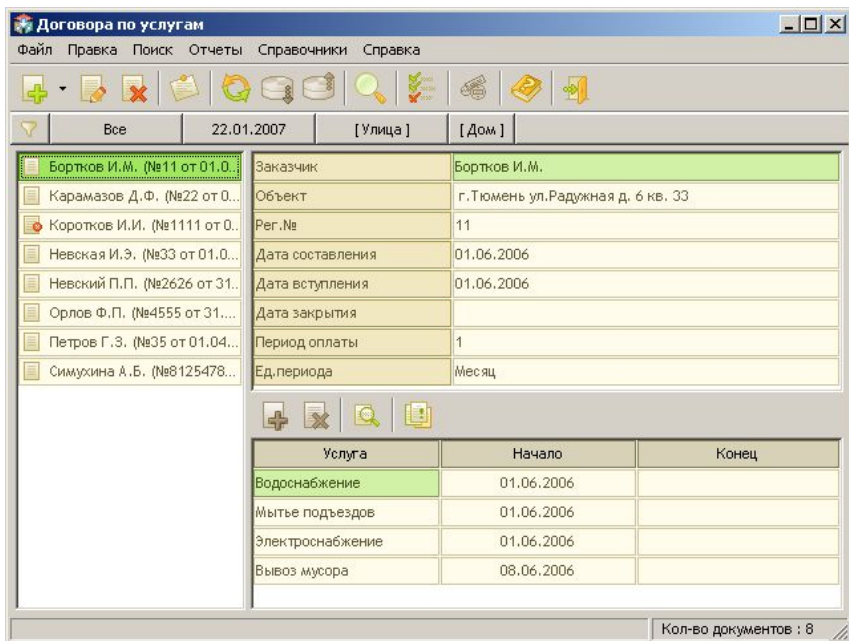 Договора по услугам
Файл Правка Поиск Отчеты Справочники Справка
Все 22.01.2007 [ Улица ] [ Дом ]
Бортков И.М. (№11 от 01.0...
Карамазов Д.Ф. (№22 от 0...
Коротков И.И. (№1111 от 0...
Невская И.Э. (№33 от 01.0...
Невский П.П. (№2626 от 31...
Орлов Ф.П. (№4555 от 31....
Петров Г.З. (№35 от 01.04...
Симухина А.Б. (№8125478...
Заказчик Бортков И.М.
Объект г.Тюмень ул.Радужная д. 6 кв. 33
Рег.№ 11
Дата составления 01.06.2006
Дата вступления 01.06.2006
Дата закрытия
Период оплаты 1
Ед.периода Месяц
Услуга Начало Конец
Водоснабжение 01.06.2006
Мытье подъездов 01.06.2006
Электроснабжение 01.06.2006
Вывоз мусора 08.06.2006
Кол-во документов : 8